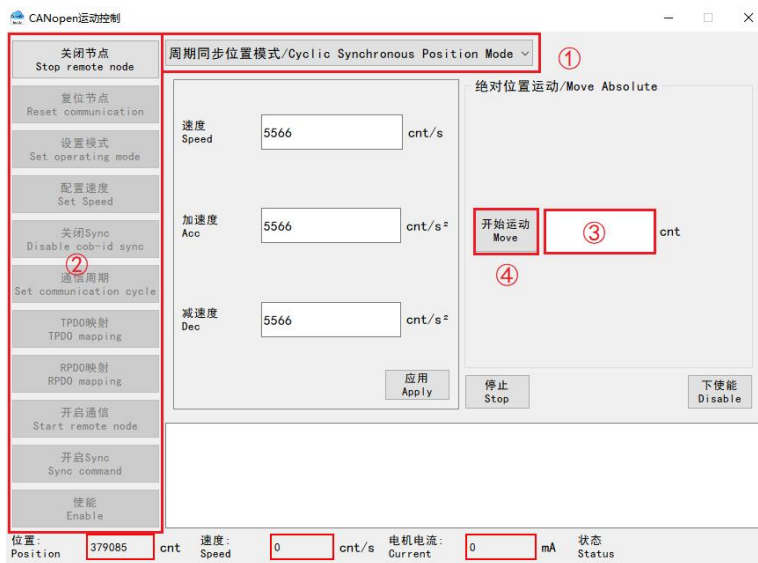 CANopen运动控制
关闭节点
Stop remote node
复位节点
Reset communication
设置模式
Set operating mode
配置速度
Set Speed
关闭Sync
Disable cob-id sync
②
通信周期
Set communication cycle
TPDO映射
TPDO mapping
RPDO映射
RPDO mapping
开启通信
Start remote node
开启Sync
Sync command
使能
Enable
周期同步位置模式/Cyclic Synchronous Position Mode
①
速度
Speed
5566
cnt/s
加速度
Acc
5566
cnt/s²
减速度
Dec
5566
cnt/s²
应用
Apply
绝对位置运动/Move Absolute
开始运动
Move
③
cnt
④
停止
Stop
下使能
Disable
位置:
Position
379085
cnt
速度:
Speed
0
cnt/s
电机电流:
Current
0
mA
状态
Status